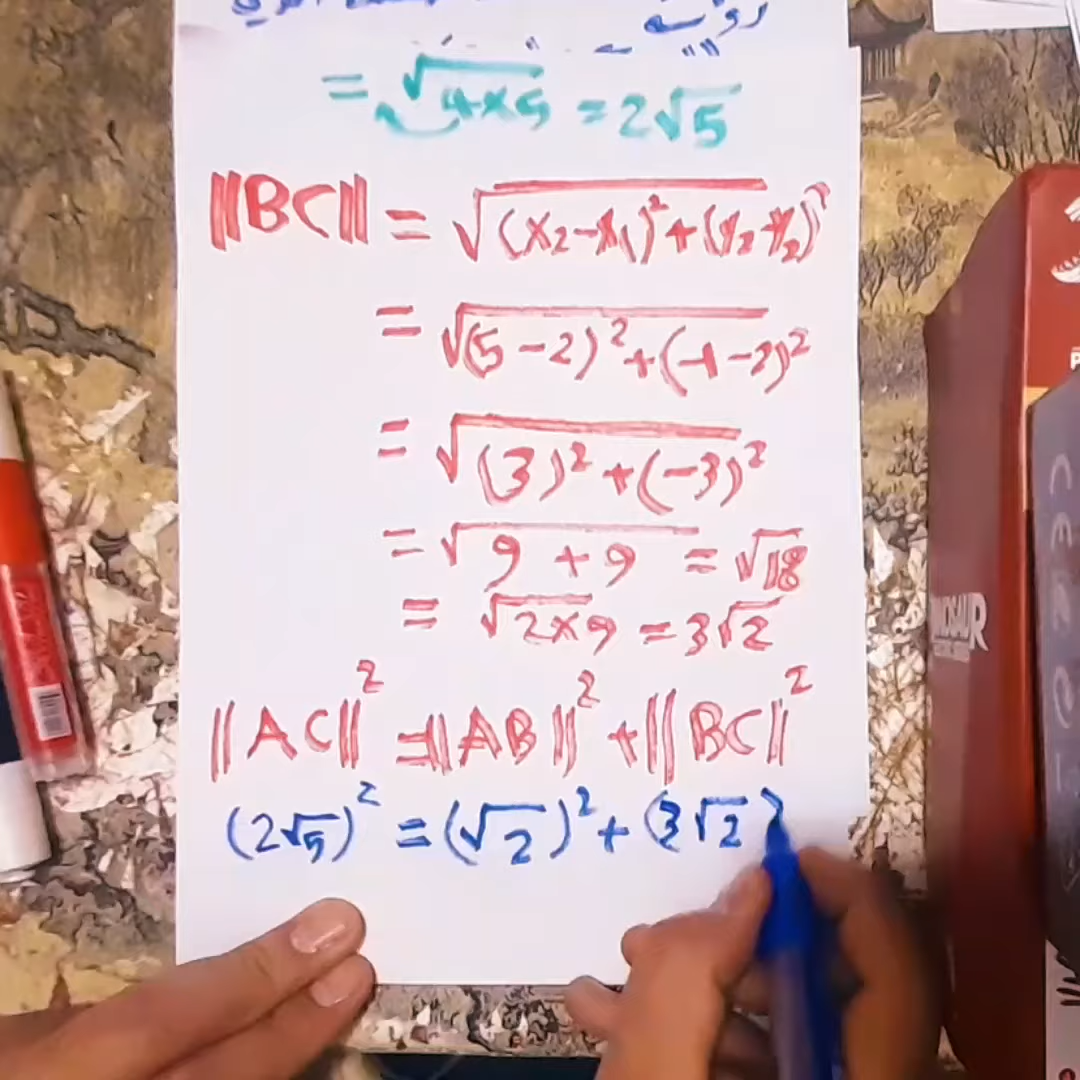 = √4×5 = 2√5
||BC|| = √(x₂-x₁)²+(y₂-y₂)²
= √(5-2)²+(-1-2)²
= √(3)²+(-3)²
= √9+9 = √18
= √2×9 = 3√2
||AC||² = ||AB||² + ||BC||²
(2√5)² = (√2)² + (3√2)